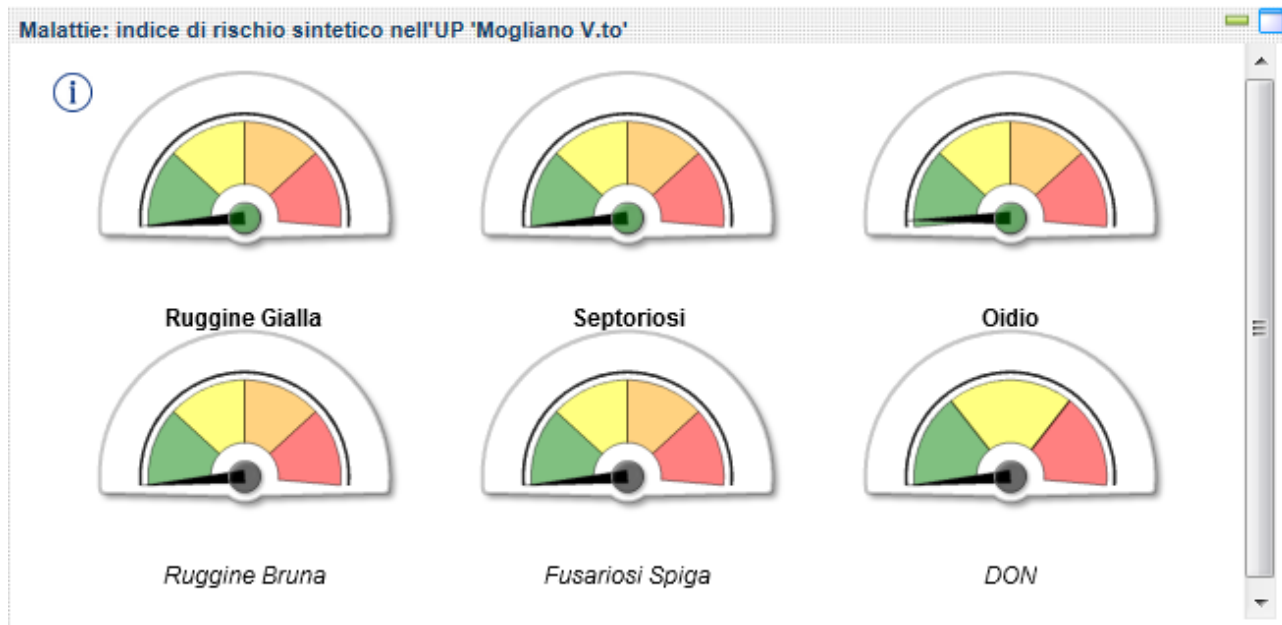 Malattie: indice di rischio sintetico nell'UP 'Mogliano V.to'
i
Ruggine Gialla
Septoriosi
Oidio
Ruggine Bruna
Fusariosi Spiga
DON